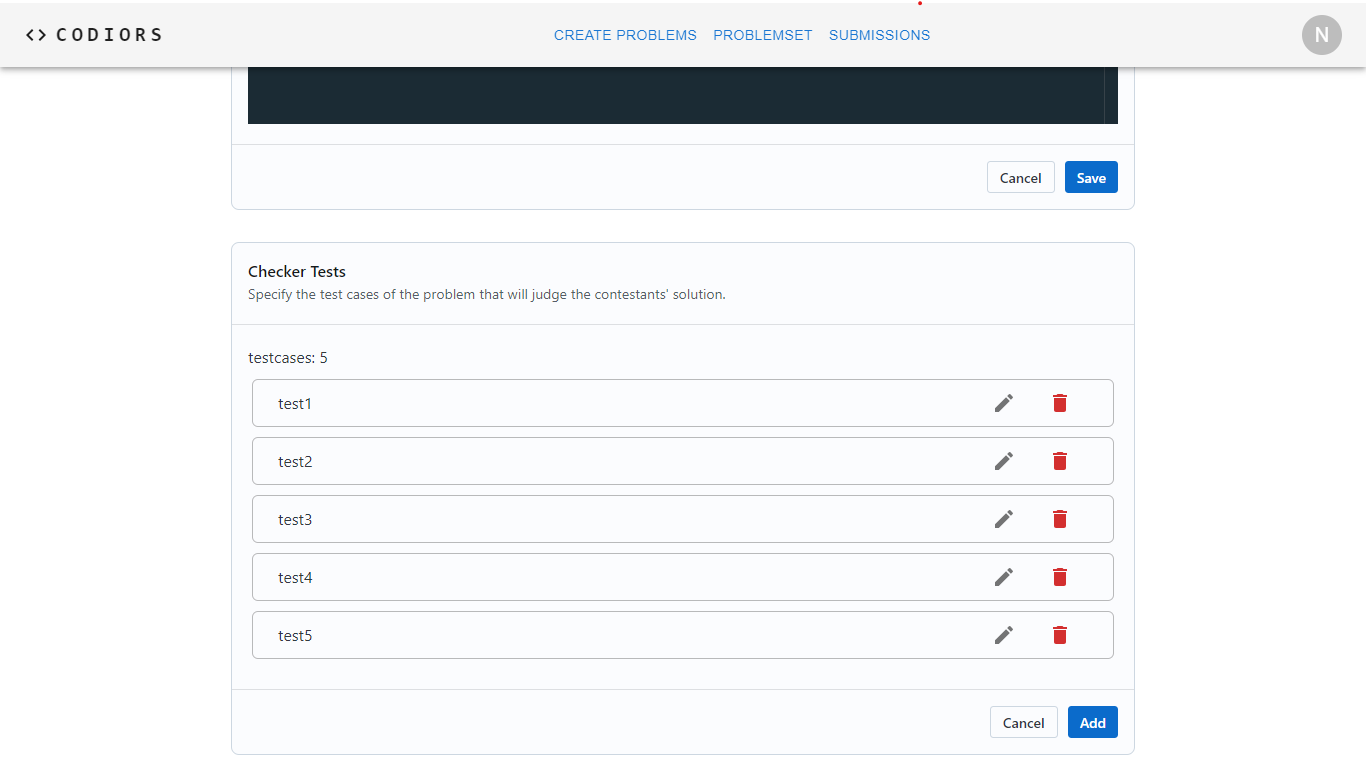 <> CODIORS
CREATE PROBLEMS PROBLEMSET SUBMISSIONS
N
Cancel Save
Checker Tests
Specify the test cases of the problem that will judge the contestants' solution.
testcases: 5
test1
test2
test3
test4
test5
Cancel Add